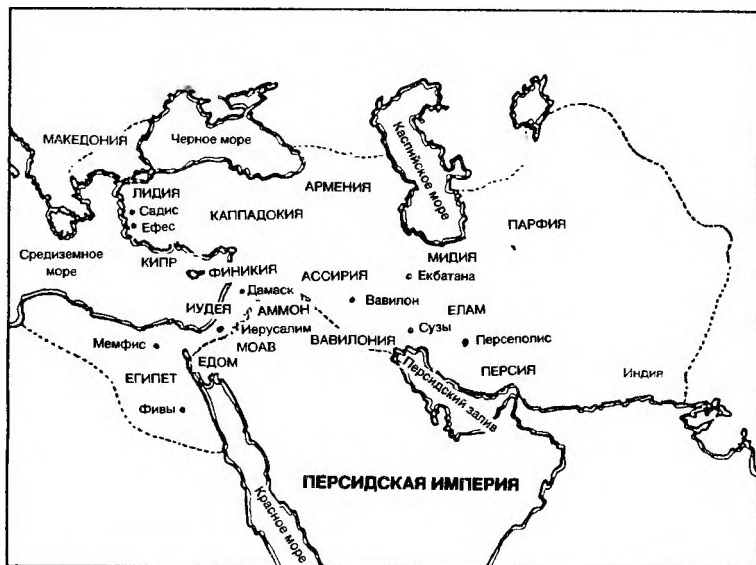 Черное море
МАКЕДОНИЯ
Каспийское море
АРМЕНИЯ
ЛИДИЯ
Садис
КАППАДОКИЯ
Ефес
ПАРФИЯ
Средиземное
море
КИПР
МИДИЯ
ФИНИКИЯ
АССИРИЯ
Екбатана
Дамаск
Вавилон
ИУДЕЯ
АММОН
ЕЛАМ
Иерусалим
Сузы
Мемфис
МОАВ
ВАВИЛОНИЯ
Персеполис
ЕДОМ
ЕГИПЕТ
Персидский залив
ПЕРСИЯ
Индия
Фивы
ПЕРСИДСКАЯ ИМПЕРИЯ
Красное море